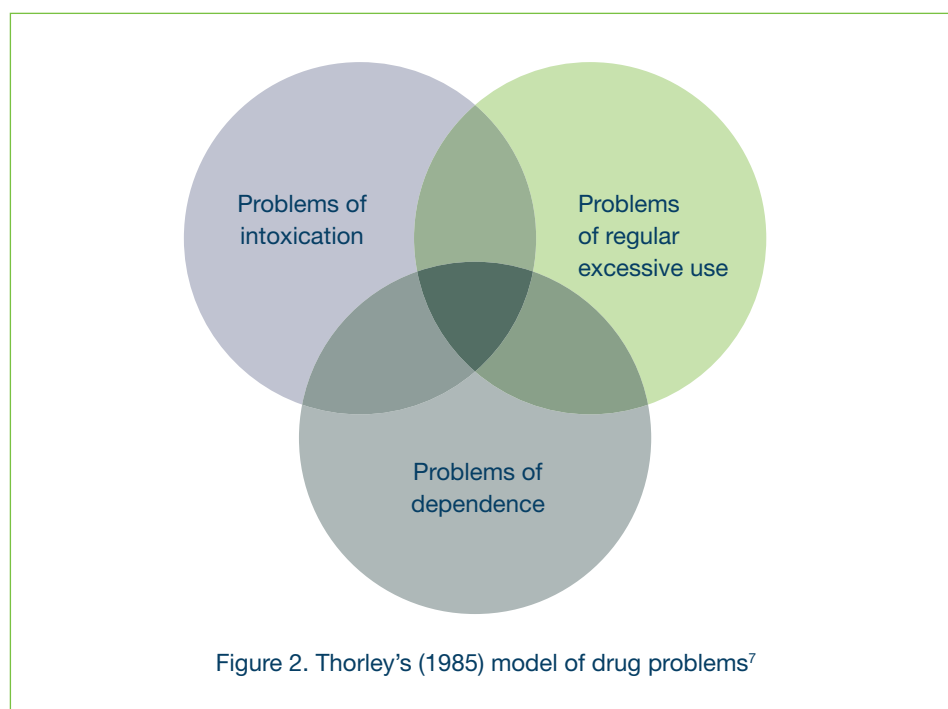 Problems of
intoxication
Problems
of regular
excessive use
Problems of
dependence
Figure 2. Thorley’s (1985) model of drug problems⁷